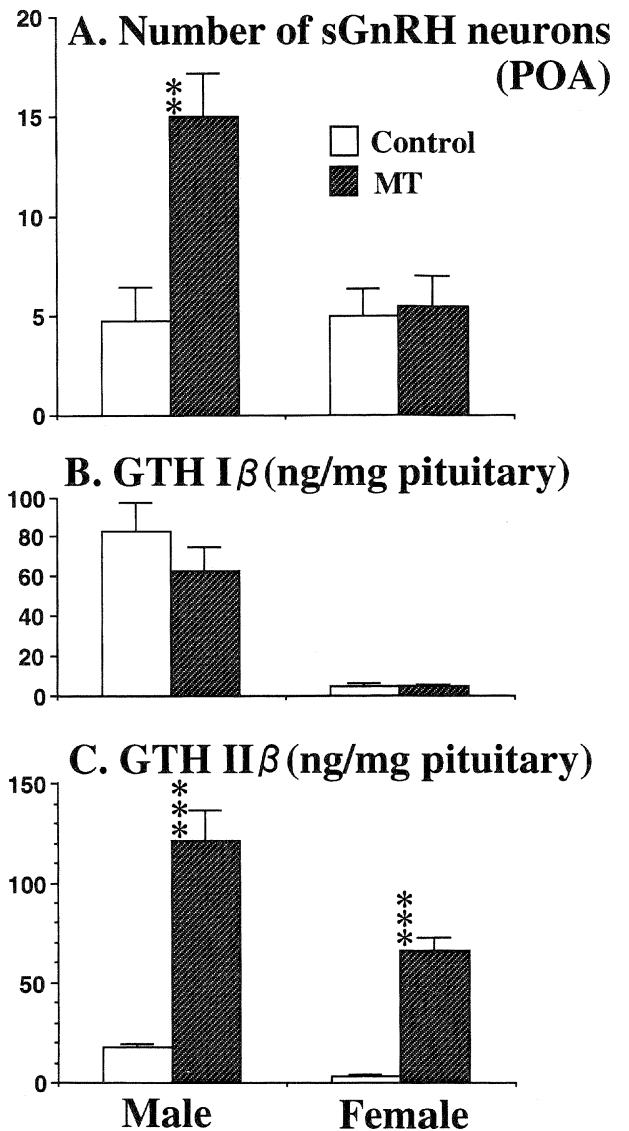 A. Number of sGnRH neurons
(POA)
20
15
10
5
0
**
Control
MT
B. GTH Iβ (ng/mg pituitary)
100
80
60
40
20
0
C. GTH IIβ (ng/mg pituitary)
150
100
50
0
***
***
Male Female